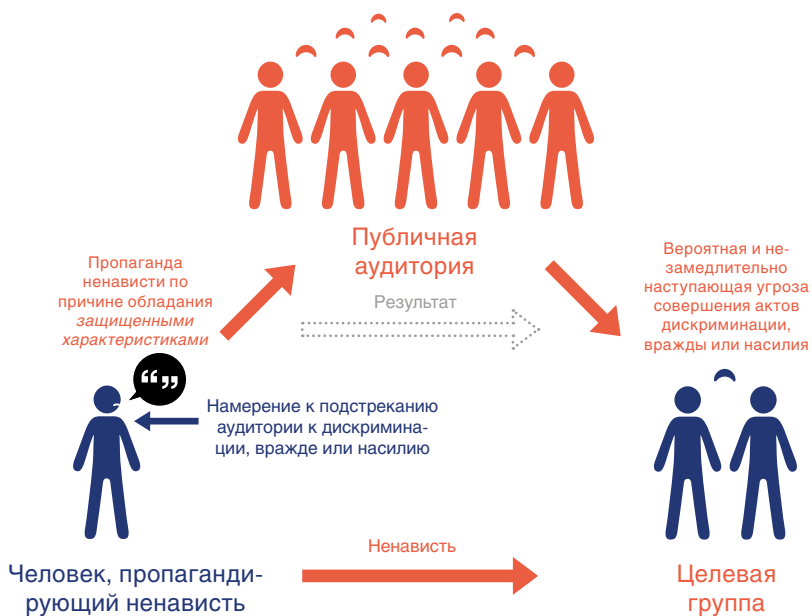 Публичная
аудитория
Пропаганда
ненависти по
причине обладания
защищенными
характеристиками
Результат
Вероятная и не-
замедлительно
наступающая угроза
совершения актов
дискриминации,
вражды или насилия
“”
Намерение к подстреканию
аудитории к дискримина-
ции, вражде или насилию
Ненависть
Человек, пропаганди-
рующий ненависть
Целевая
группа